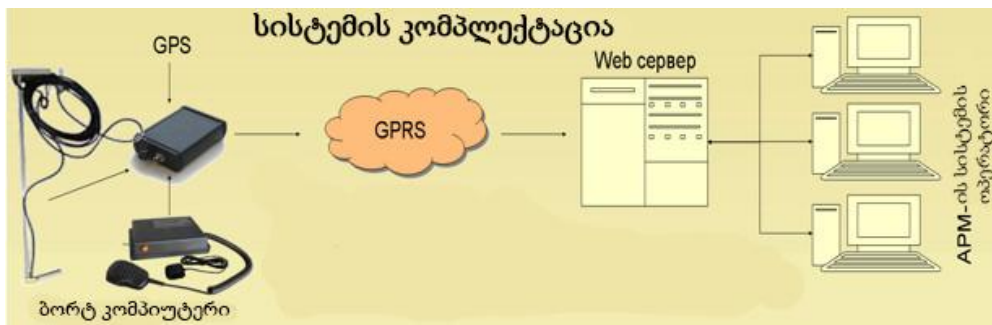 სისტემის კომპლექტაცია
GPS
Web сервер
GPRS
APM-ის სისტემის
ოპერატორი
ბორტ კომპიუტერი